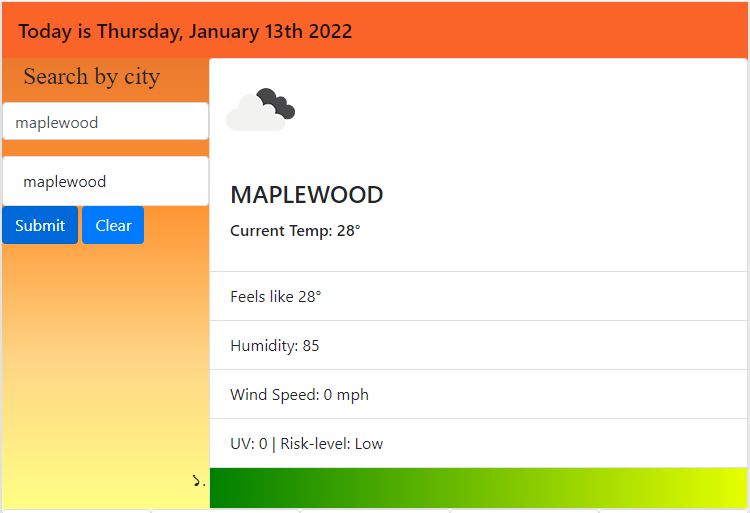 Today is Thursday, January 13th 2022
Search by city
maplewood
maplewood
Submit Clear
MAPLEWOOD
Current Temp: 28°
Feels like 28°
Humidity: 85
Wind Speed: 0 mph
UV: 0 | Risk-level: Low